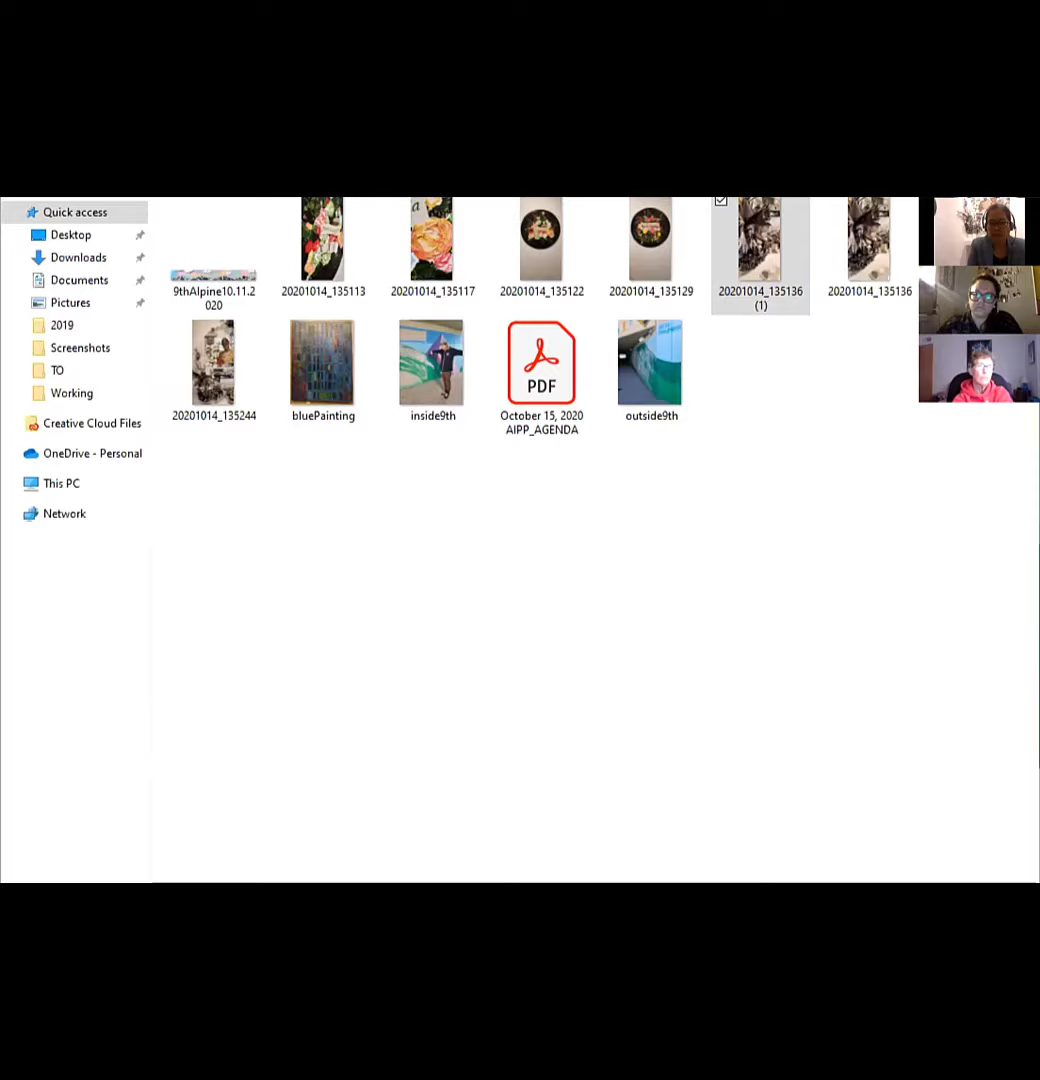 Quick access
Desktop
Downloads
Documents
Pictures
2019
Screenshots
TO
Working
Creative Cloud Files
OneDrive - Personal
This PC
Network
9thAlpine10.11.2
020
20201014_135113
20201014_135117
20201014_135122
20201014_135129
20201014_135136
(1)
20201014_135136
20201014_135244
bluePainting
inside9th
PDF
October 15, 2020
AIPP_AGENDA
outside9th